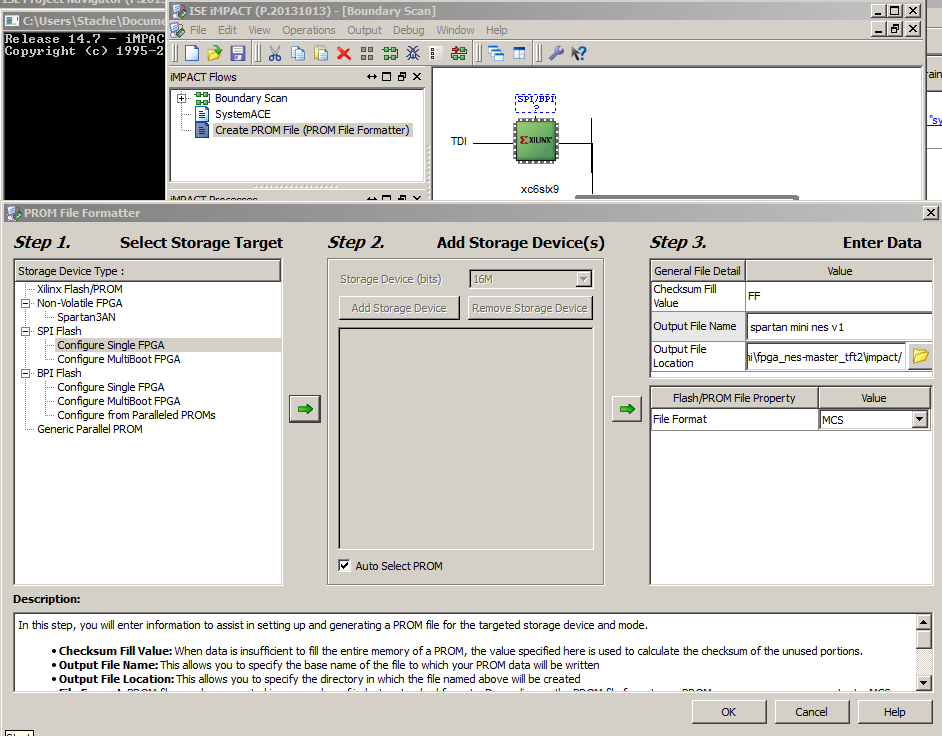 ISE Project Navigator (P.20131013)
C:\Users\Stache\Docume
Release 14.7 - iMPAC
Copyright (c) 1995-2
ISE iMPACT (P.20131013) - [Boundary Scan]
File Edit View Operations Output Debug Window Help
iMPACT Flows
Boundary Scan
SystemACE
Create PROM File (PROM File Formatter)
iMPACT Processes
SPI/BPI
?
TDI
XILINX
xc6slx9
rain
"sy
PROM File Formatter
Step 1. Select Storage Target
Storage Device Type :
Xilinx Flash/PROM
Non-Volatile FPGA
Spartan3AN
SPI Flash
Configure Single FPGA
Configure MultiBoot FPGA
BPI Flash
Configure Single FPGA
Configure MultiBoot FPGA
Configure from Paralleled PROMs
Generic Parallel PROM
Step 2. Add Storage Device(s)
Storage Device (bits) 16M
Add Storage Device Remove Storage Device
Auto Select PROM
Step 3. Enter Data
General File Detail Value
Checksum Fill
Value
FF
Output File Name spartan mini nes v1
Output File
Location
ni\fpga_nes-master_tft2\impact/
Flash/PROM File Property Value
File Format MCS
Description:
In this step, you will enter information to assist in setting up and generating a PROM file for the targeted storage device and mode.
• Checksum Fill Value: When data is insufficient to fill the entire memory of a PROM, the value specified here is used to calculate the checksum of the unused portions.
• Output File Name: This allows you to specify the base name of the file to which your PROM data will be written
• Output File Location: This allows you to specify the directory in which the file named above will be created
OK Cancel Help